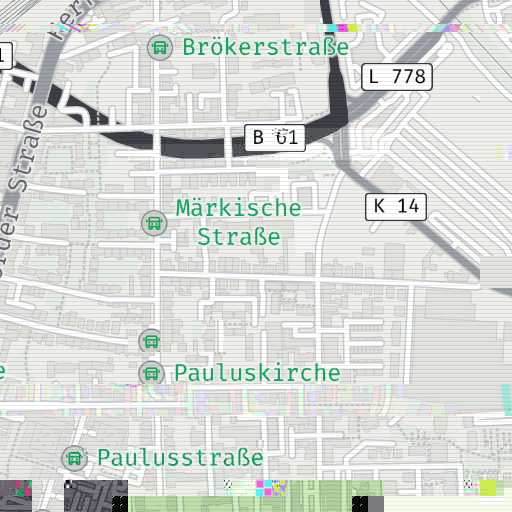 Brökerstraße
L 778
B 61
K 14
Märkische
Straße
Pauluskirche
Paulusstraße